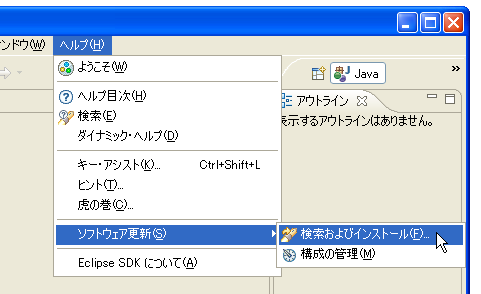 ンドウ(W) ヘルプ(H)
ようこそ(W)
Java
»
ヘルプ目次(H)
検索(E)
ダイナミック・ヘルプ(D)
アウトライン
表示するアウトラインはありません。
キー・アシスト(K)... Ctrl+Shift+L
ヒント(T)...
虎の巻(C)...
ソフトウェア更新(S)
検索およびインストール(F)...
構成の管理(M)
Eclipse SDK について(A)